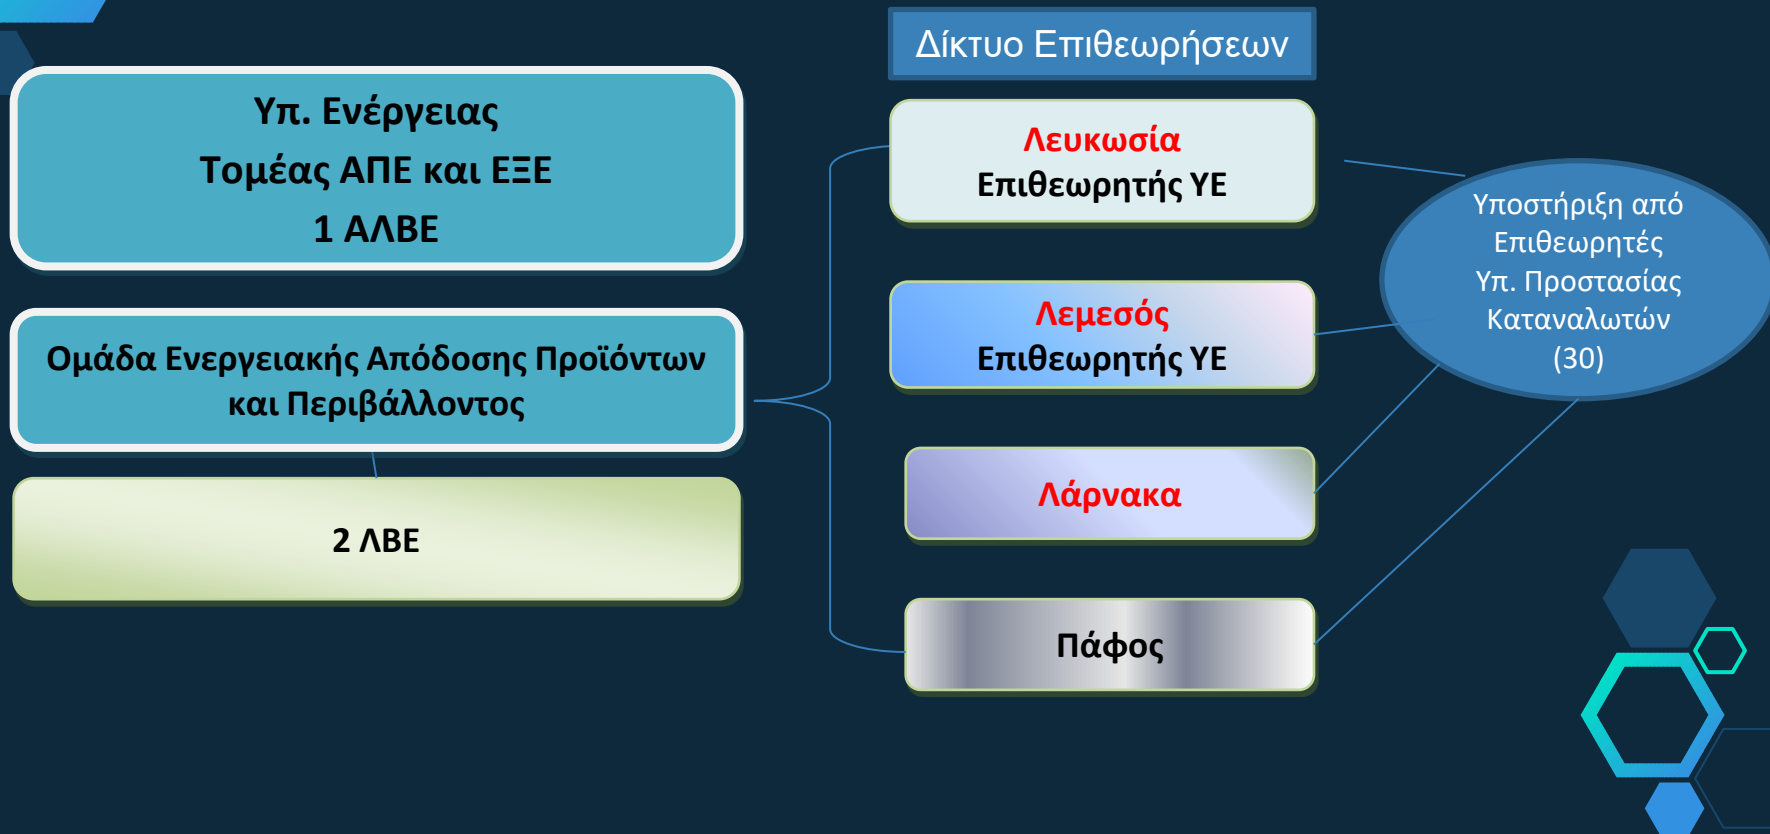 Υπ. Ενέργειας
Τομέας ΑΠΕ και ΕΞΕ
1 ΑΛΒΕ
Ομάδα Ενεργειακής Απόδοσης Προϊόντων
και Περιβάλλοντος
2 ΛΒΕ
Δίκτυο Επιθεωρήσεων
Λευκωσία
Επιθεωρητής ΥΕ
Λεμεσός
Επιθεωρητής ΥΕ
Λάρνακα
Πάφος
Υποστήριξη από
Επιθεωρητές
Υπ. Προστασίας
Καταναλωτών
(30)